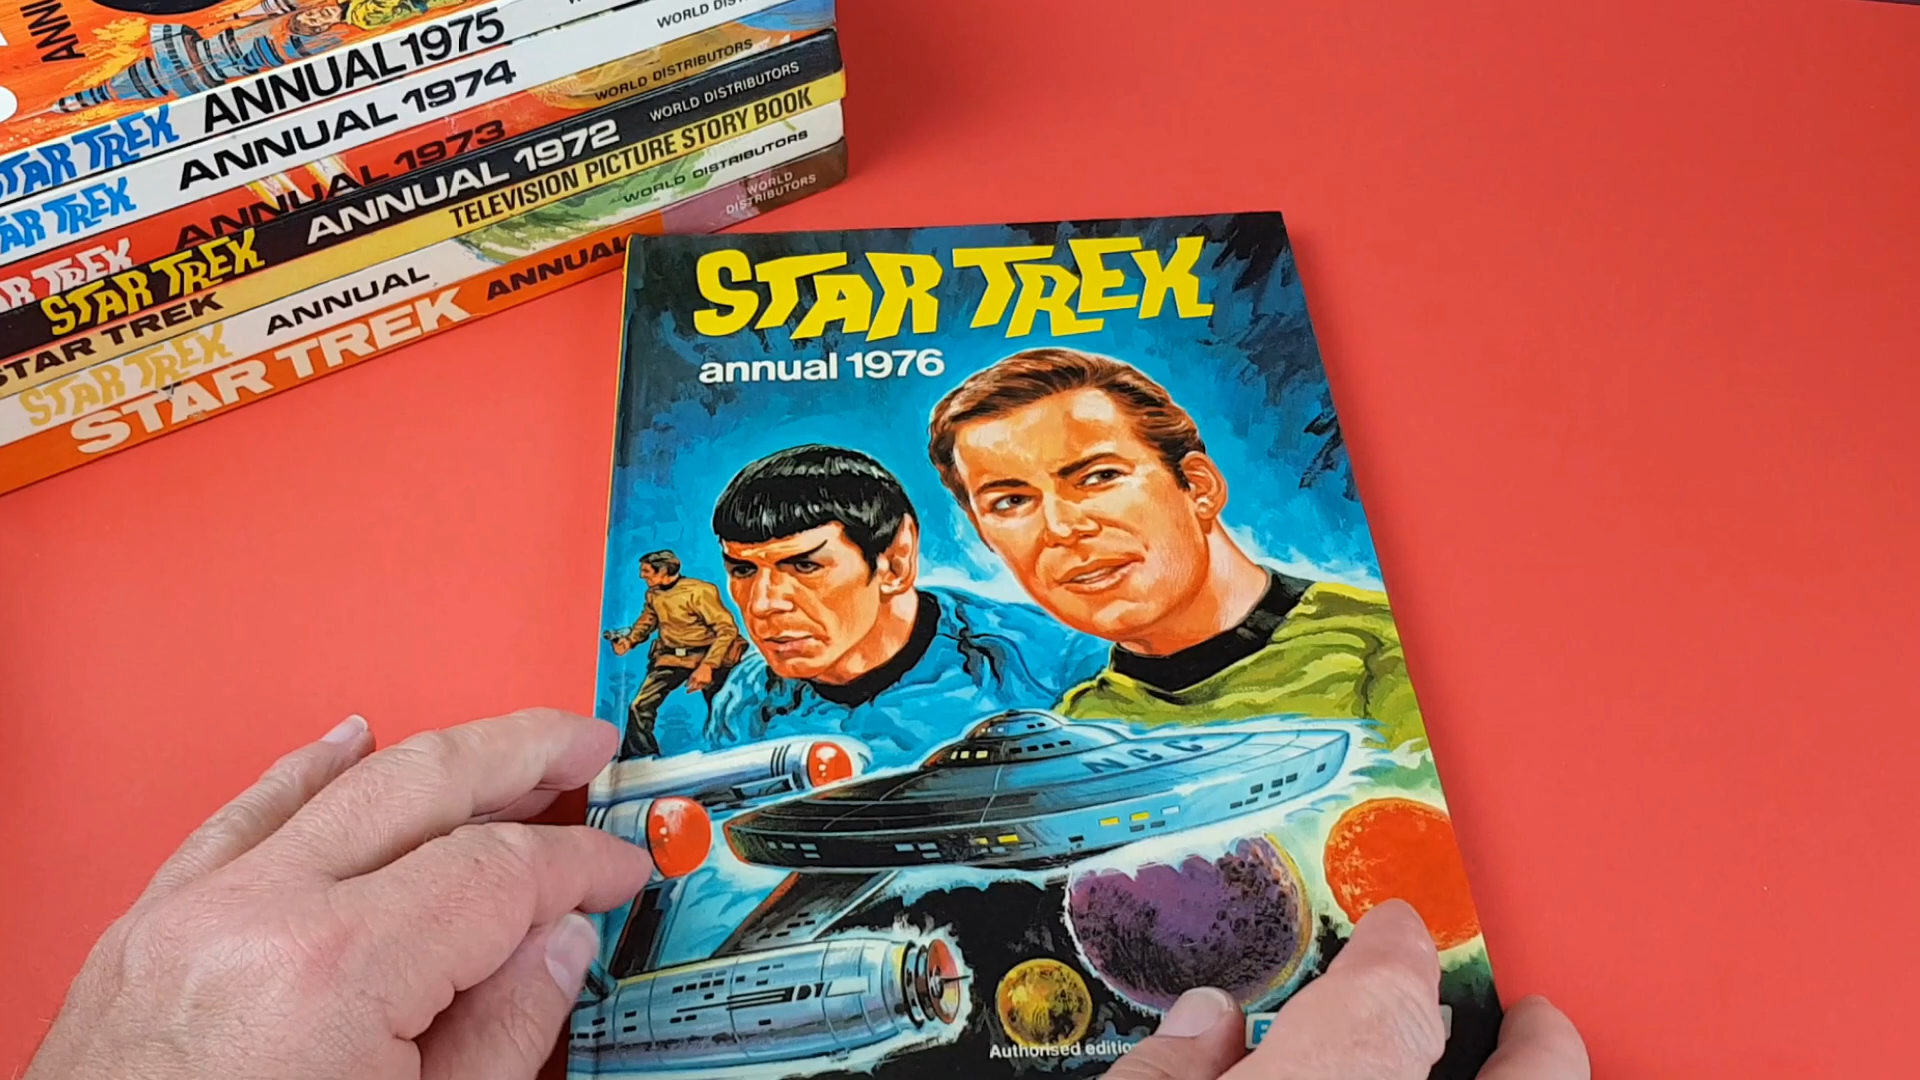 ANN
STAR TREK ANNUAL 1975
STAR TREK ANNUAL 1974 WORLD
STAR TREK ANNUAL 1973 WORLD DISTRIBUTORS
STAR TREK ANNUAL 1972 WORLD DISTRIBUTORS
STAR TREK TELEVISION PICTURE STORY BOOK
STAR TREK ANNUAL WORLD DISTRIBUTORS
STAR TREK ANNUAL WORLD DISTRIBUTORS
STAR TREK
annual 1976
NCC
Authorised